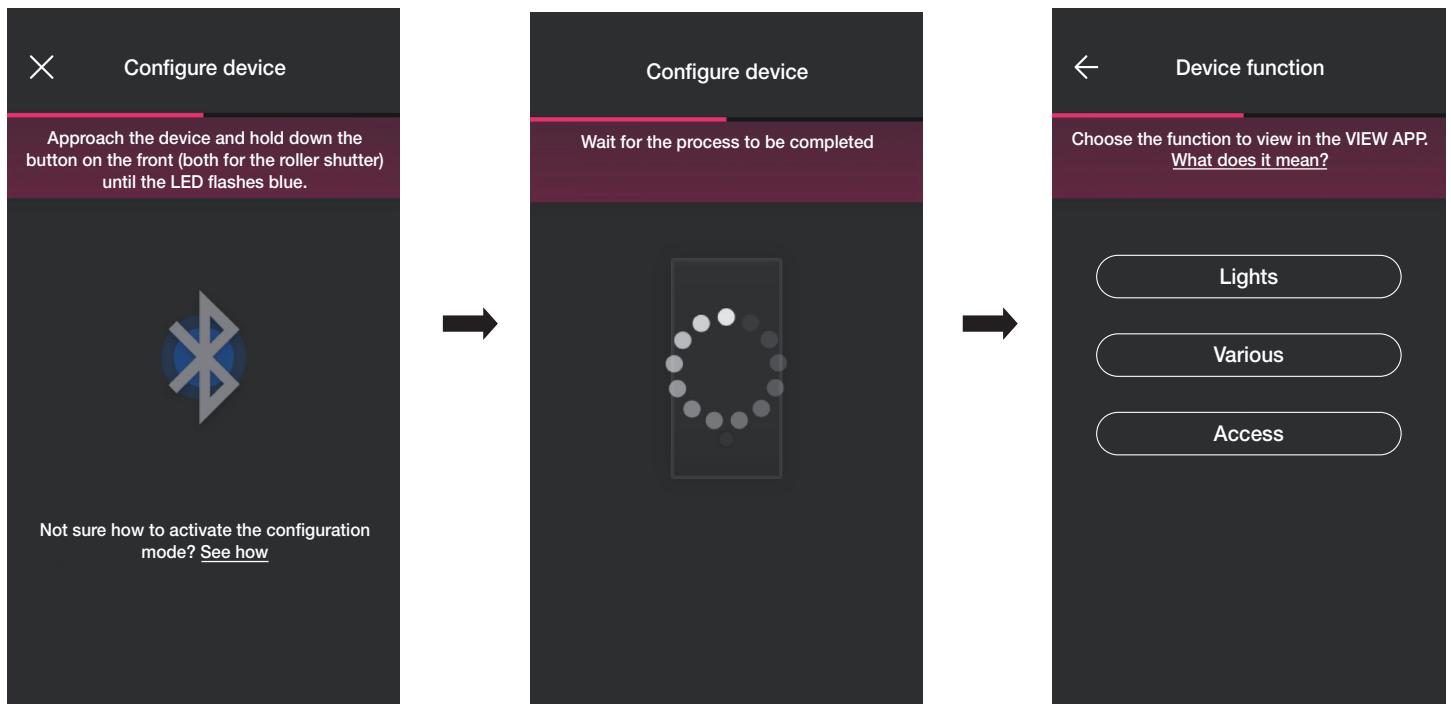 Configure device
Approach the device and hold down the
button on the front (both for the roller shutter)
until the LED flashes blue.
Not sure how to activate the configuration
mode? See how
Configure device
Wait for the process to be completed
Device function
Choose the function to view in the VIEW APP.
What does it mean?
Lights
Various
Access